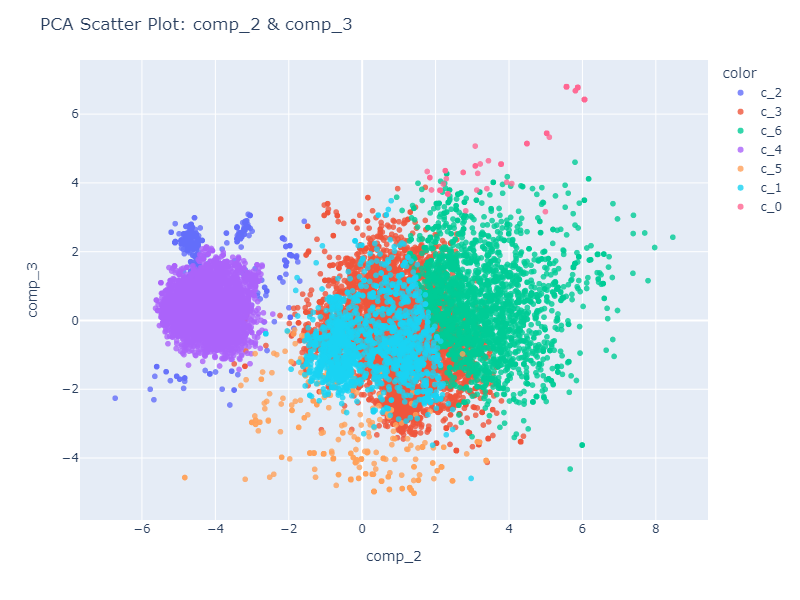 PCA Scatter Plot: comp_2 & comp_3
color
c_2
c_3
c_6
c_4
c_5
c_1
c_0
comp_3
6
4
2
0
−2
−4
−6
−4
−2
0
2
4
6
8
comp_2